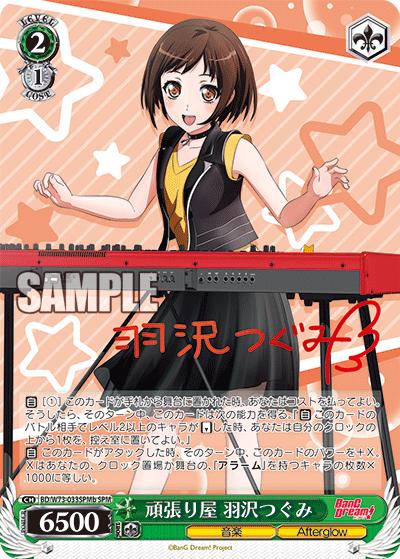 LEVEL
2
1
COST
SAMPLE
羽沢つぐみ
自 [①] このカードが手札から舞台に置かれた時、あなたはコストを払ってよい。
そうしたら、そのターン中、このカードは次の能力を得る。『自 このカードの
バトル相手でレベル2以上のキャラが した時、あなたは自分のクロック
の上から1枚を、控え室に置いてよい。』
自 このカードがアタックした時、そのターン中、このカードのパワーを+X。
Xはあなたの、クロック置場か舞台の、「アラーム」を持つキャラの枚数×
1000に等しい。
CH BD/W73-033SPMb SPM
6500
頑張り屋 羽沢つぐみ
BanG Dream!
音楽
Afterglow
©BanG Dream! Project